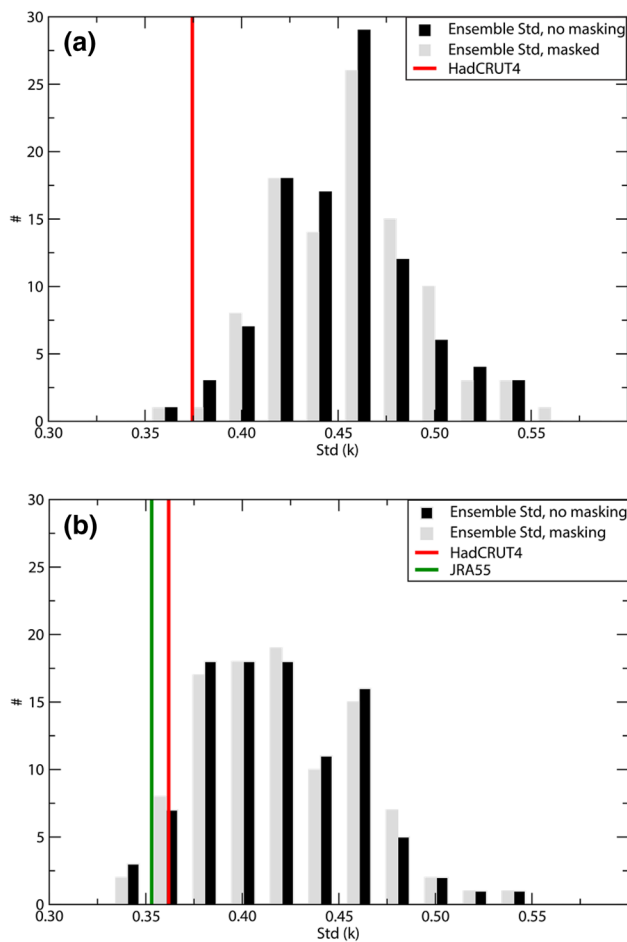 (a)
Ensemble Std, no masking
Ensemble Std, masked
HadCRUT4
30
25
20
15
10
5
0
#
0.30
0.35
0.40
0.45
0.50
0.55
Std (k)
(b)
Ensemble Std, no masking
Ensemble Std, masking
HadCRUT4
JRA55
30
25
20
15
10
5
0
#
0.30
0.35
0.40
0.45
0.50
0.55
Std (k)